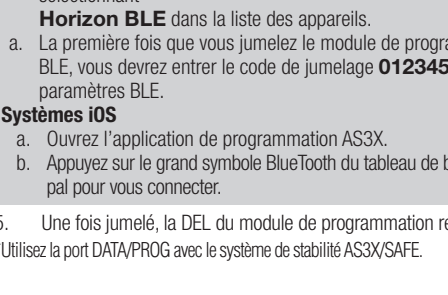 sélectionnant
Horizon BLE dans la liste des appareils.
a. La première fois que vous jumelez le module de
BLE, vous devrez entrer le code de jumelage 012345
paramètres BLE.
Systèmes iOS
a. Ouvrez l’application de programmation AS3X.
b. Appuyez sur le grand symbole BlueTooth du tableau de
pal pour vous connecter.
5. Une fois jumelé, la DEL du module de programmation
Utilisez la port DATA/PROG avec le système de stabilité AS3X/SAFE.